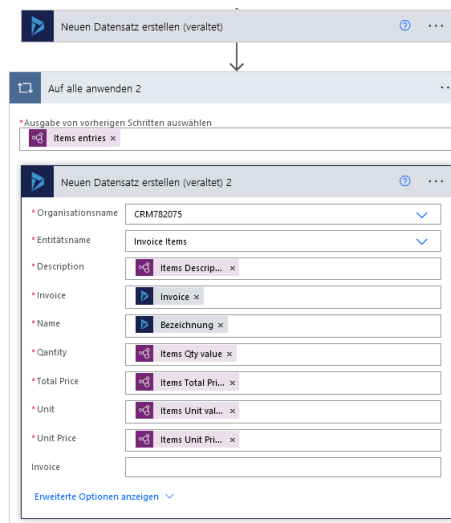 Neuen Datensatz erstellen (veraltet)
Auf alle anwenden 2
*Ausgabe von vorherigen Schritten auswählen
Items entries ×
Neuen Datensatz erstellen (veraltet) 2
*Organisationsname CRM782075
*Entitätsname Invoice Items
*Description Items Descrip... ×
*Invoice Invoice ×
*Name Bezeichnung ×
*Qantity Items Qty value ×
*Total Price Items Total Pri... ×
*Unit Items Unit val... ×
*Unit Price Items Unit Pri... ×
Invoice
Erweiterte Optionen anzeigen